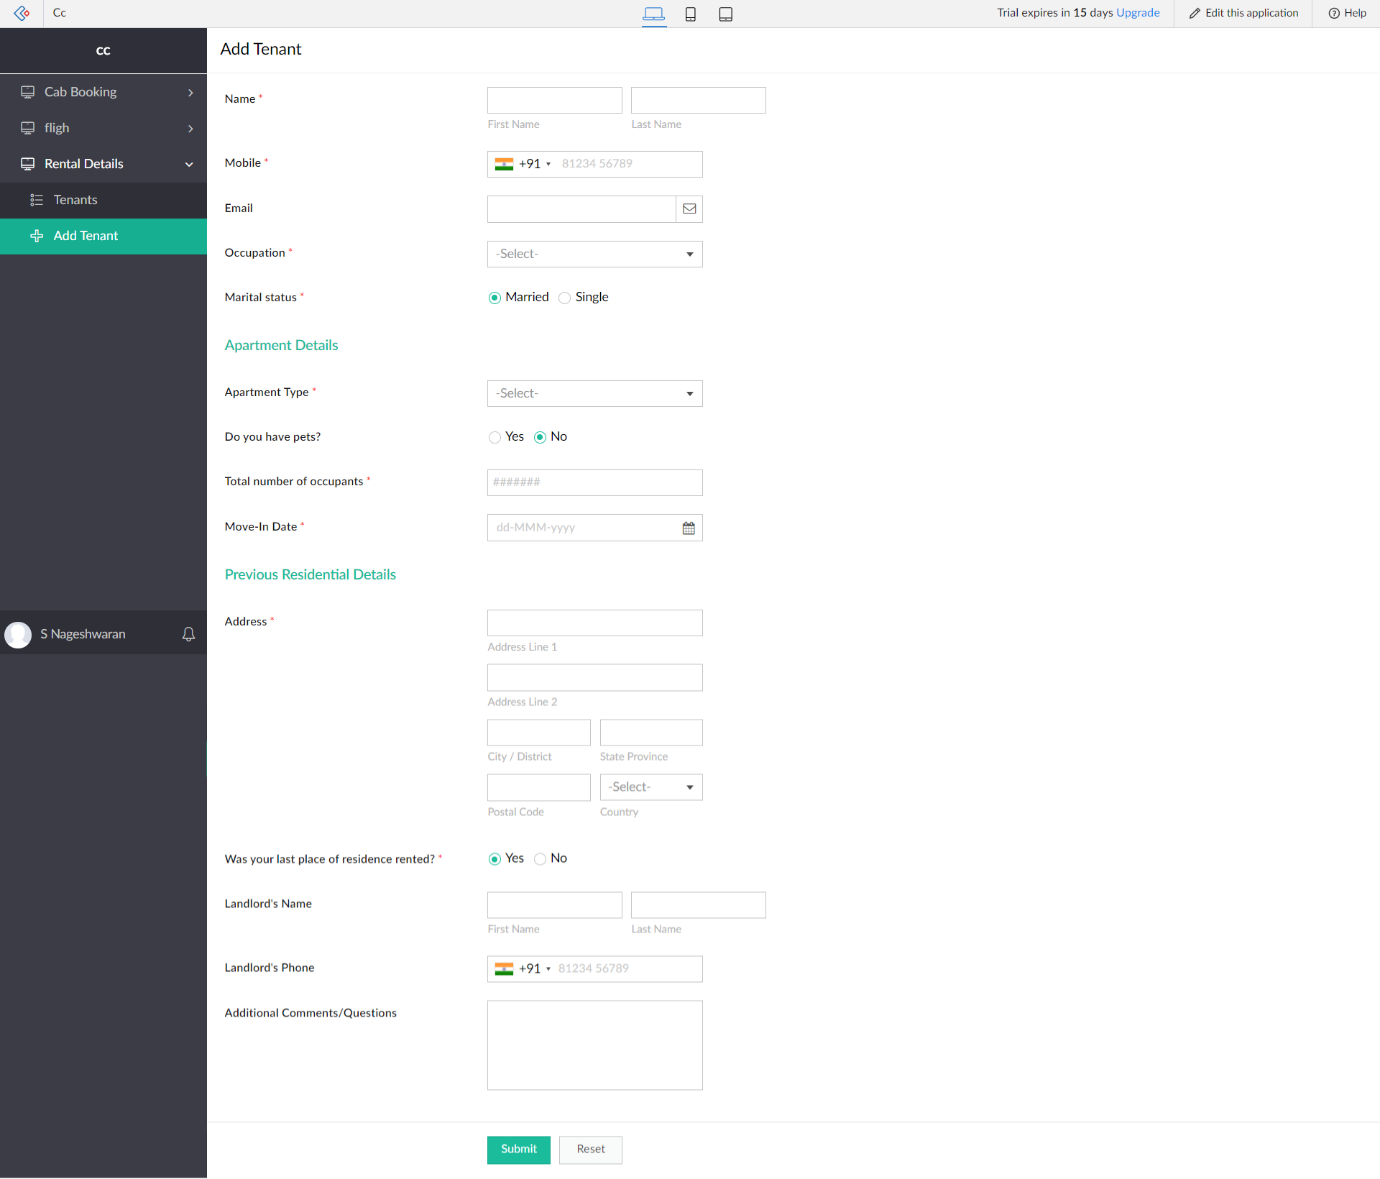 Cc
Trial expires in 15 days Upgrade
Edit this application
Help
cc
Cab Booking
fligh
Rental Details
Tenants
Add Tenant
S Nageshwaran
Add Tenant
Name *
First Name
Last Name
Mobile *
+91 81234 56789
Email
Occupation *
-Select-
Marital status *
Married Single
Apartment Details
Apartment Type *
-Select-
Do you have pets?
Yes No
Total number of occupants *
#######
Move-In Date *
dd-MMM-yyyy
Previous Residential Details
Address *
Address Line 1
Address Line 2
City / District
State Province
Postal Code
-Select-
Country
Was your last place of residence rented? *
Yes No
Landlord's Name
First Name
Last Name
Landlord's Phone
+91 81234 56789
Additional Comments/Questions
Submit
Reset